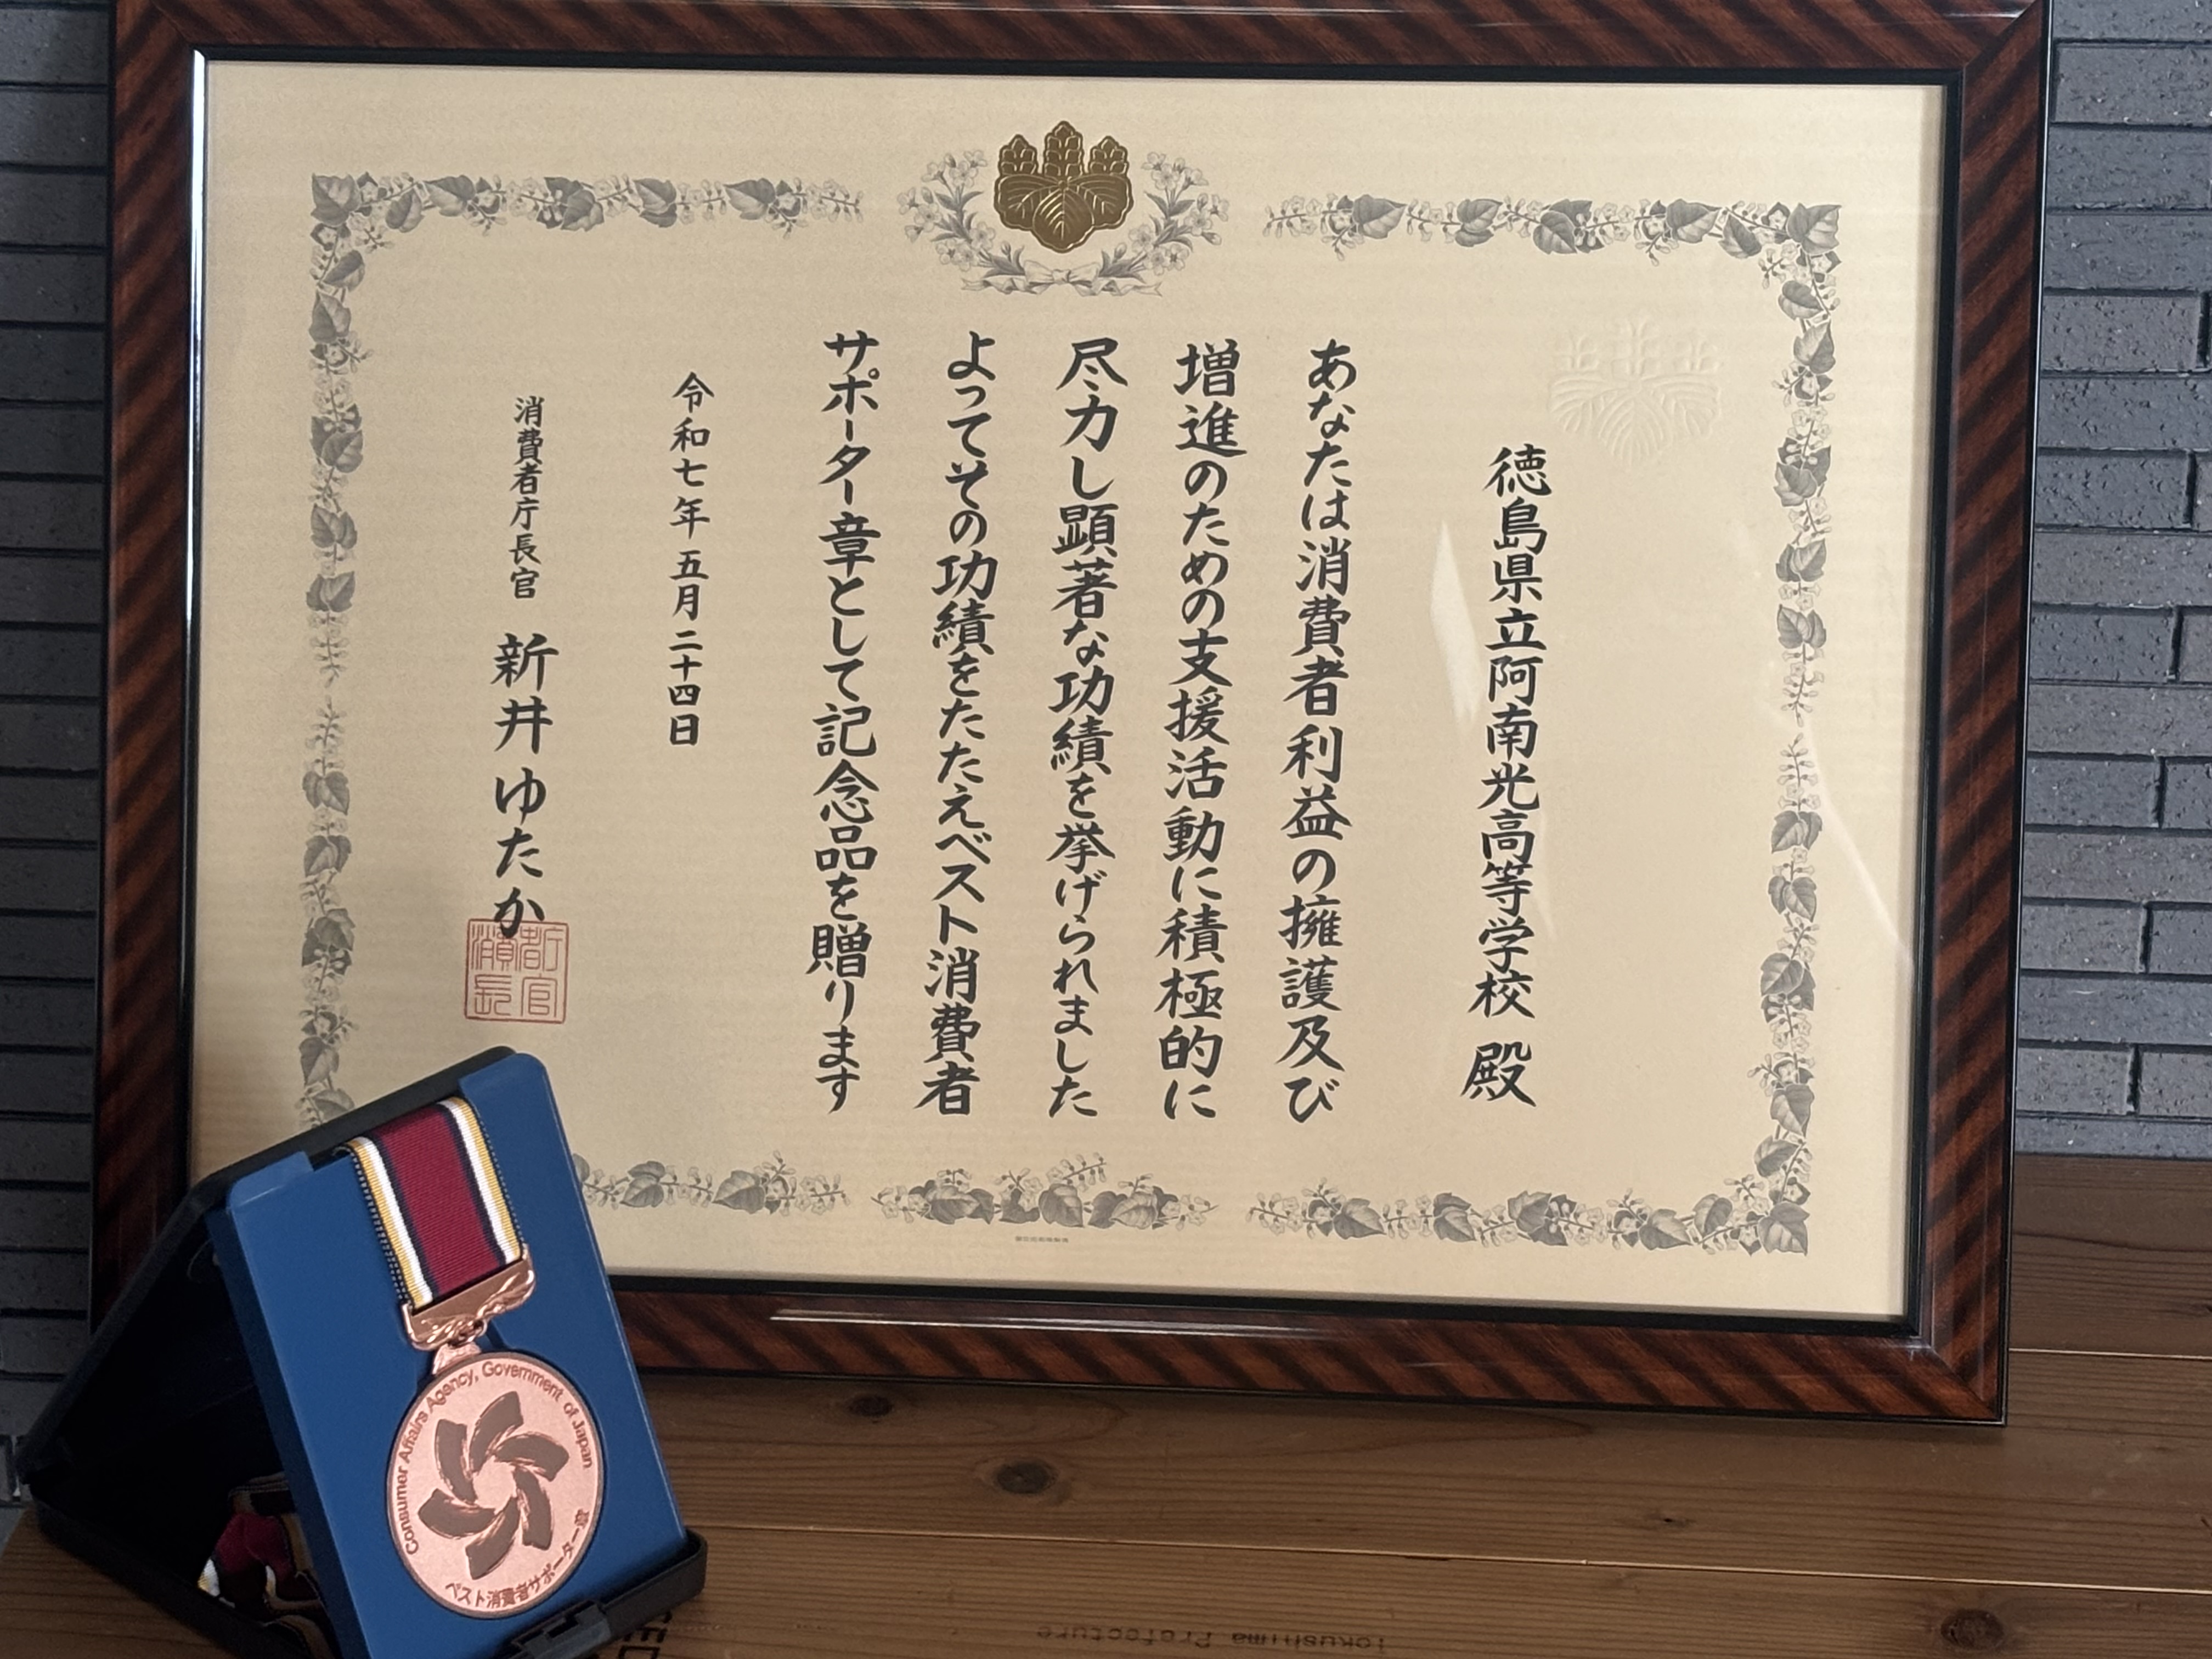 徳島県立阿南光高等学校 殿
あなたは消費者利益の擁護及び
増進のための支援活動に積極的に
尽力し顕著な功績を挙げられました
よってその功績をたたえベスト消費者
サポーター章として記念品を贈ります
令和七年五月二十四日
消費者庁長官 新井ゆたか
Consumer Affairs Agency, Government of Japan
ベスト消費者サポーター章
Tokushima Prefecture